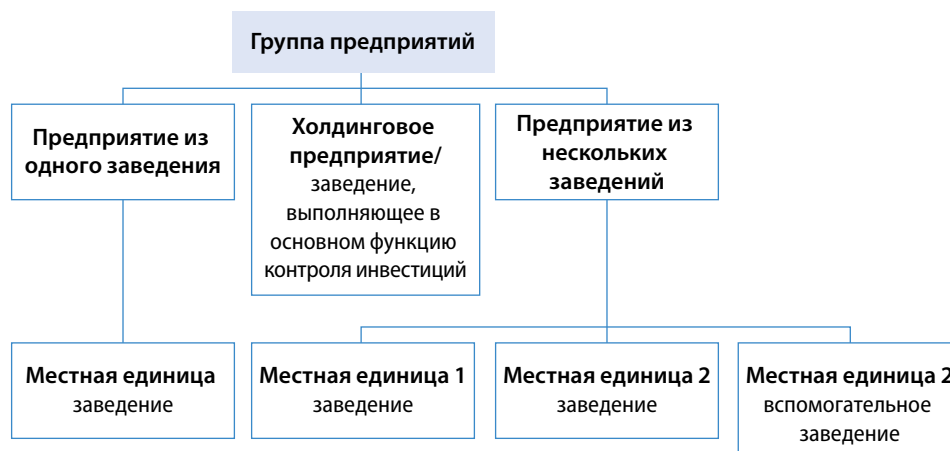 Группа предприятий
Предприятие из
одного заведения
Холдинговое
предприятие/
заведение,
выполняющее в
основном функцию
контроля инвестиций
Предприятие из
нескольких
заведений
Местная единица
заведение
Местная единица 1
заведение
Местная единица 2
заведение
Местная единица 2
вспомогательное
заведение